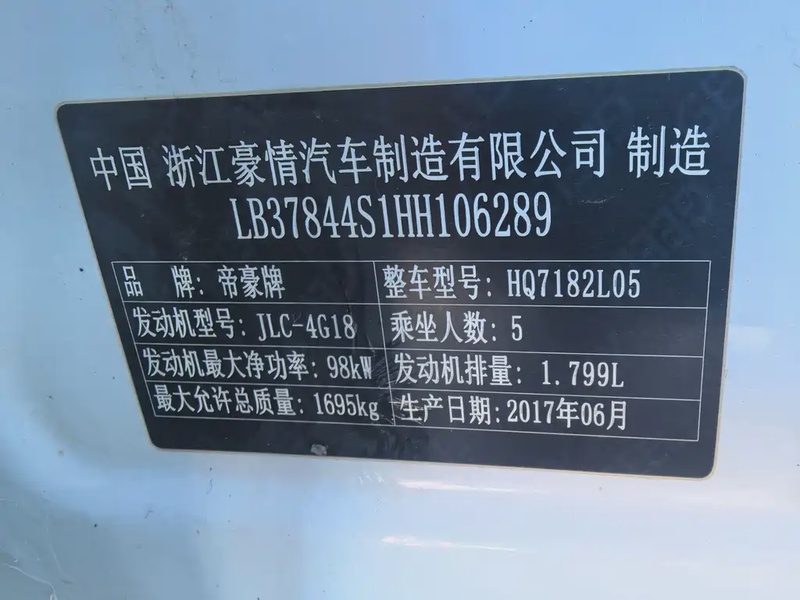 中国 浙江豪情汽车制造有限公司 制造
LB37844S1HH106289
品 牌: 帝豪牌 整车型号: HQ7182L05
发动机型号: JLC-4G18 乘坐人数: 5
发动机最大净功率: 98kW 发动机排量: 1.799L
最大允许总质量: 1695kg 生产日期: 2017年06月